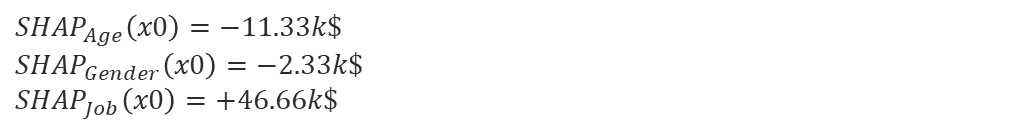 SHAP_Age(x0) = −11.33k$
SHAP_Gender(x0) = −2.33k$
SHAP_Job(x0) = +46.66k$